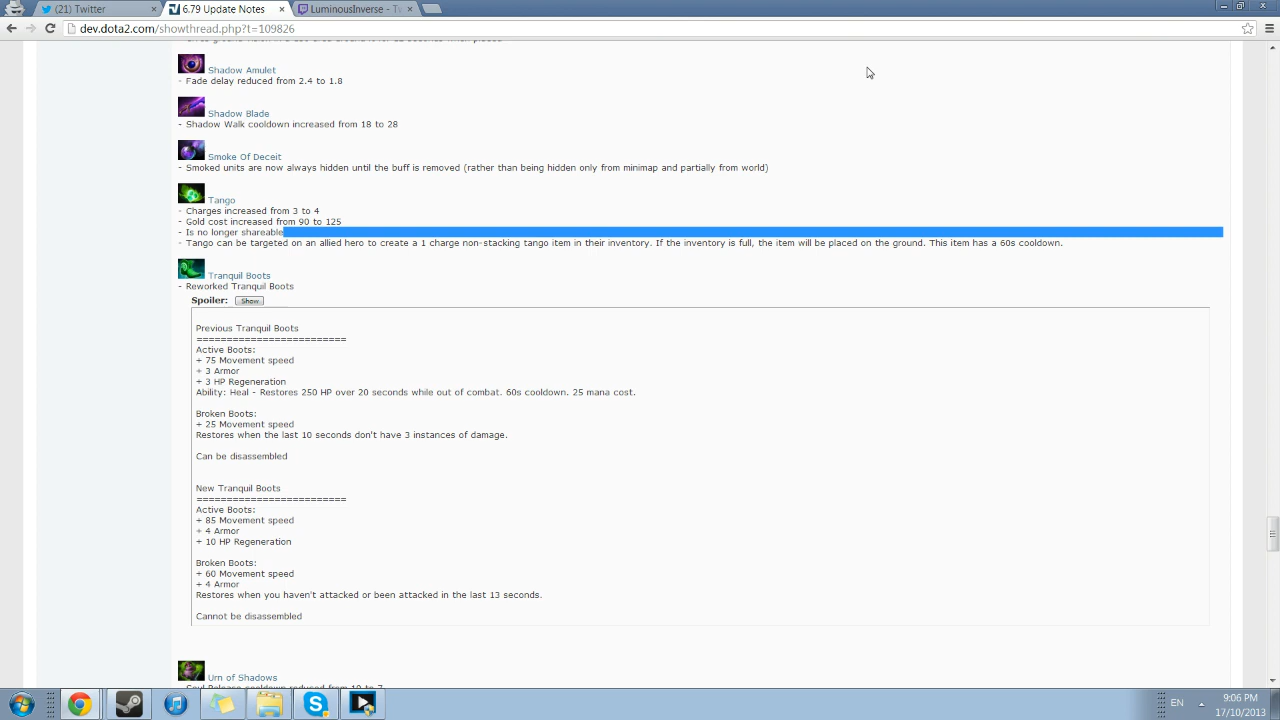 (21) Twitter
6.79 Update Notes
LuminousInverse - Tw
dev.dota2.com/showthread.php?t=109826
Shadow Amulet
- Fade delay reduced from 2.4 to 1.8
Shadow Blade
- Shadow Walk cooldown increased from 18 to 28
Smoke Of Deceit
- Smoked units are now always hidden until the buff is removed (rather than being hidden only from minimap and partially from world)
Tango
- Charges increased from 3 to 4
- Gold cost increased from 90 to 125
- Is no longer shareable
- Tango can be targeted on an allied hero to create a 1 charge non-stacking tango item in their inventory. If the inventory is full, the item will be placed on the ground. This item has a 60s cooldown.
Tranquil Boots
- Reworked Tranquil Boots
Spoiler: Show
Previous Tranquil Boots
=========================
Active Boots:
+ 75 Movement speed
+ 3 Armor
+ 3 HP Regeneration
Ability: Heal - Restores 250 HP over 20 seconds while out of combat. 60s cooldown. 25 mana cost.
Broken Boots:
+ 25 Movement speed
Restores when the last 10 seconds don't have 3 instances of damage.
Can be disassembled
New Tranquil Boots
=========================
Active Boots:
+ 85 Movement speed
+ 4 Armor
+ 10 HP Regeneration
Broken Boots:
+ 60 Movement speed
+ 4 Armor
Restores when you haven't attacked or been attacked in the last 13 seconds.
Cannot be disassembled
Urn of Shadows
EN
9:06 PM
17/10/2013